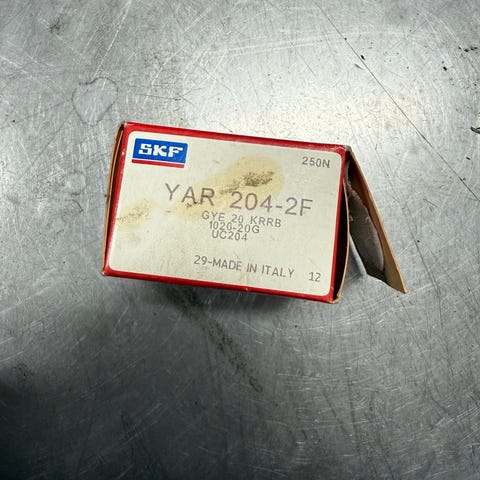 SKF
250N
YAR 204-2F
GYE 20 KRRB
1020-20G
UC204
29-MADE IN ITALY 12